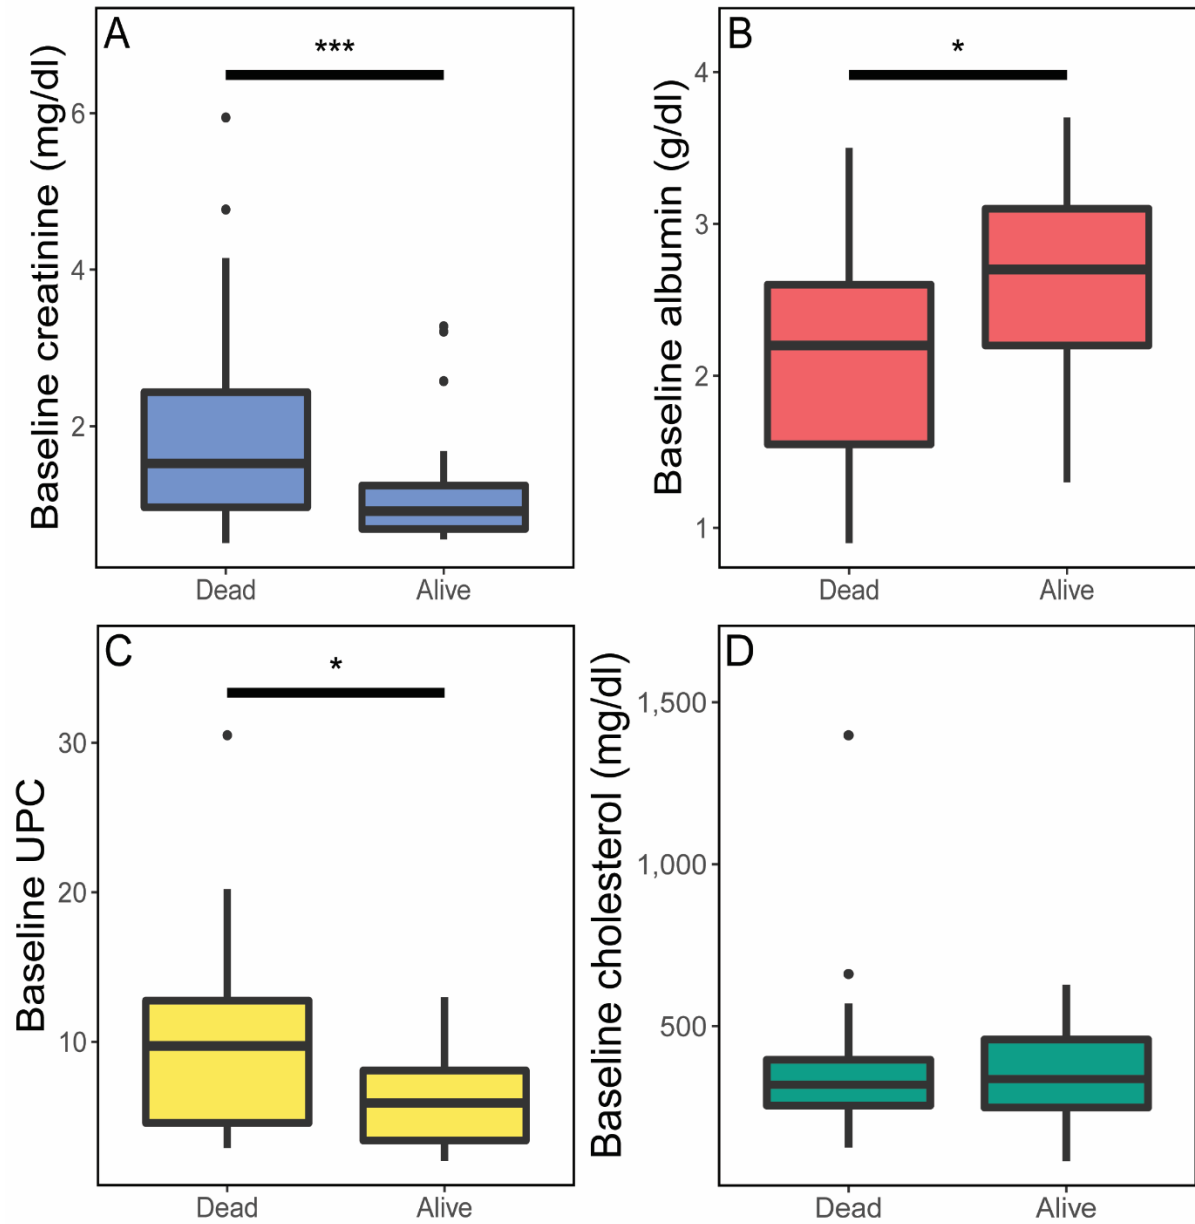 A
***
Baseline creatinine (mg/dl)
6
4
2
Dead
Alive
B
*
Baseline albumin (g/dl)
4
3
2
1
Dead
Alive
C
*
Baseline UPC
30
20
10
Dead
Alive
D
Baseline cholesterol (mg/dl)
1,500
1,000
500
Dead
Alive